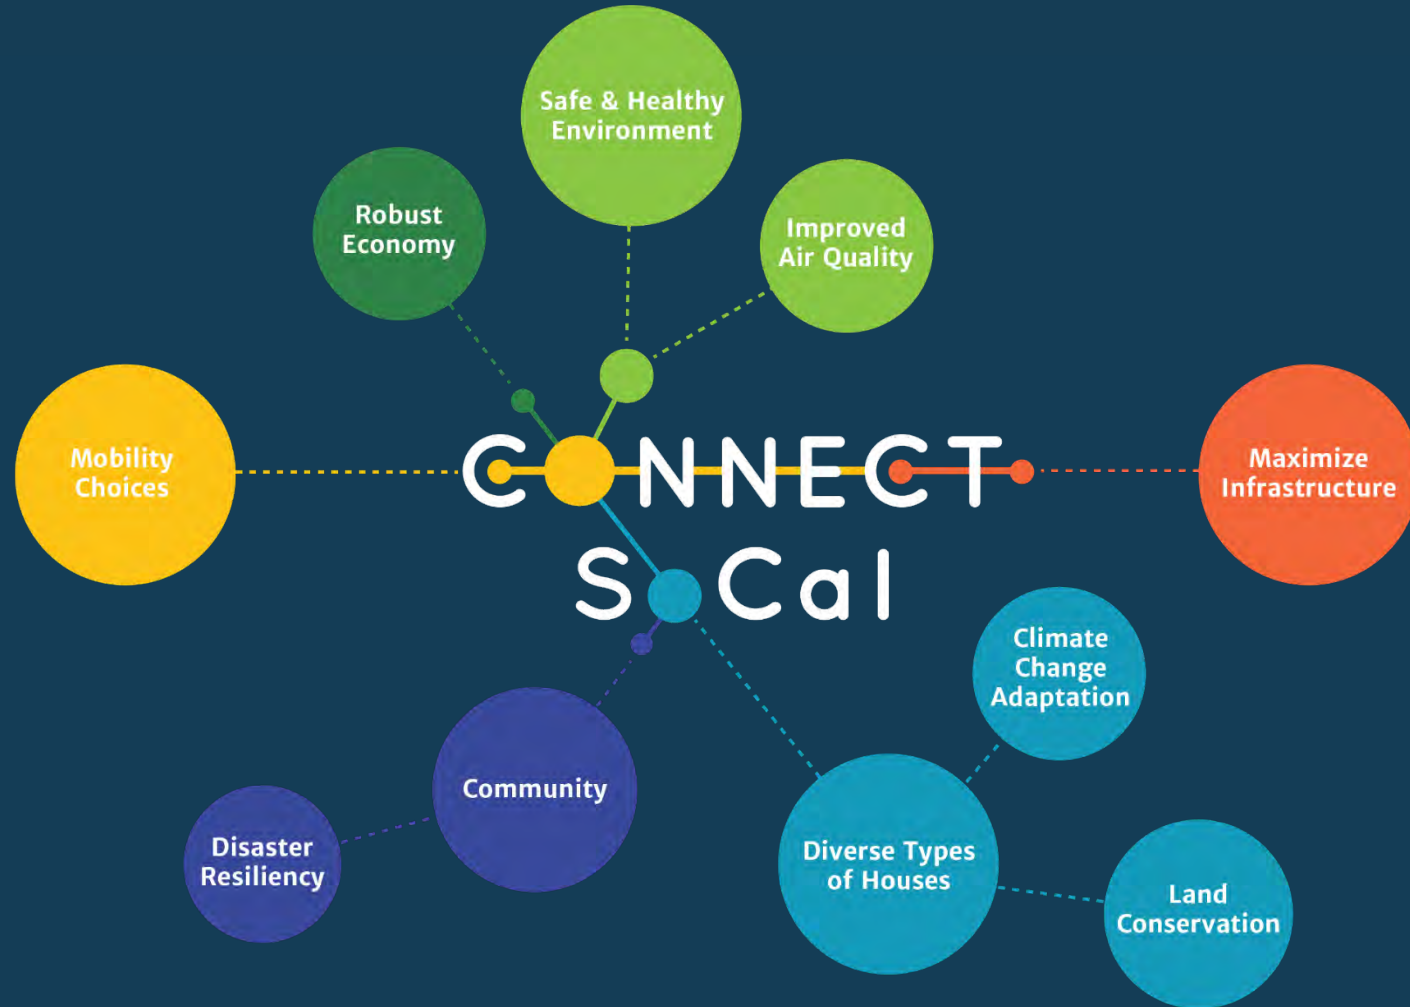 Safe & Healthy
Environment
Robust
Economy
Improved
Air Quality
Mobility
Choices
CONNECT
SoCal
Maximize
Infrastructure
Climate
Change
Adaptation
Community
Disaster
Resiliency
Diverse Types
of Houses
Land
Conservation